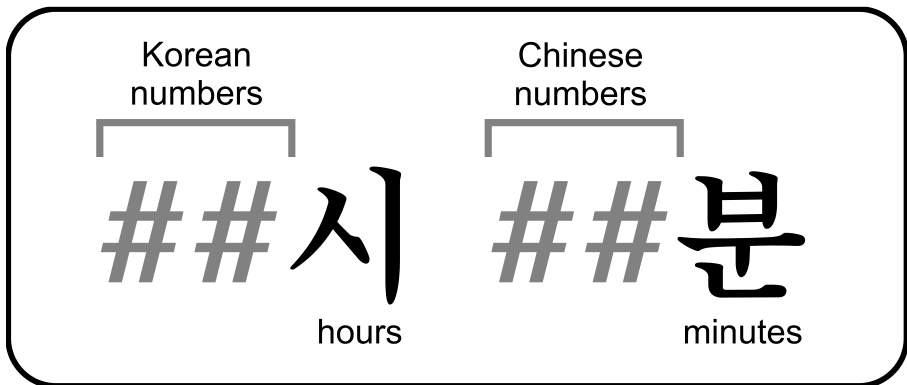 Korean numbers
Chinese numbers
##시 ##분
hours minutes